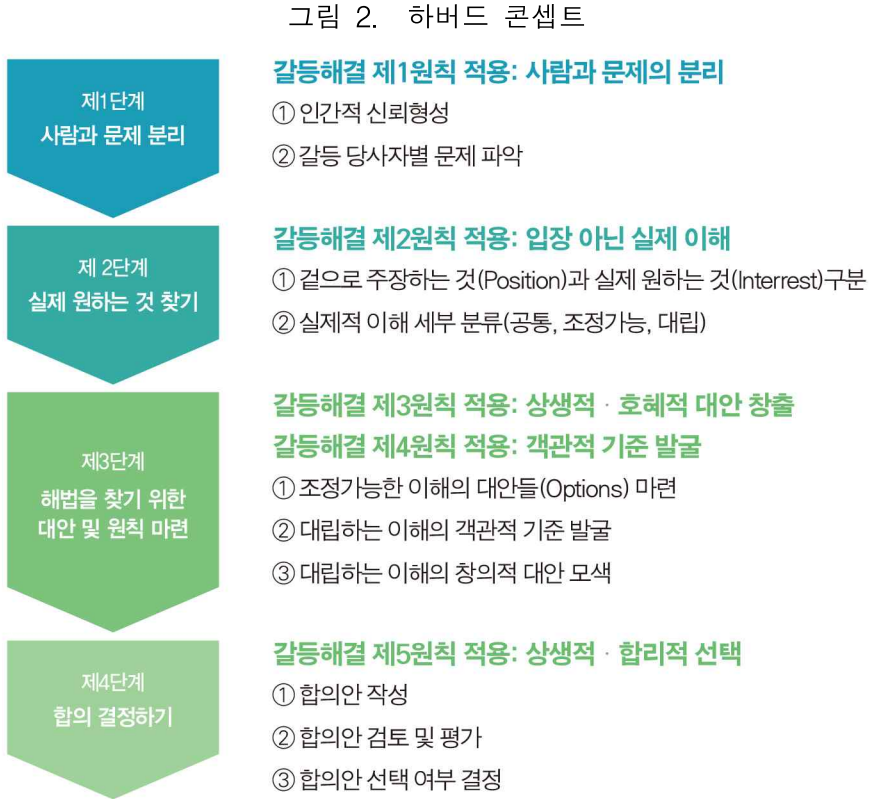 그림 2. 하버드 콘셉트
제1단계
사람과 문제 분리
갈등해결 제1원칙 적용: 사람과 문제의 분리
① 인간적 신뢰형성
② 갈등 당사자별 문제 파악
제 2단계
실제 원하는 것 찾기
갈등해결 제2원칙 적용: 입장 아닌 실제 이해
① 겉으로 주장하는 것(Position)과 실제 원하는 것(Interrest)구분
② 실제적 이해 세부 분류(공통, 조정가능, 대립)
제3단계
해법을 찾기 위한
대안 및 원칙 마련
갈등해결 제3원칙 적용: 상생적 · 호혜적 대안 창출
갈등해결 제4원칙 적용: 객관적 기준 발굴
① 조정가능한 이해의 대안들(Options) 마련
② 대립하는 이해의 객관적 기준 발굴
③ 대립하는 이해의 창의적 대안 모색
제4단계
합의 결정하기
갈등해결 제5원칙 적용: 상생적 · 합리적 선택
① 합의안 작성
② 합의안 검토 및 평가
③ 합의안 선택 여부 결정